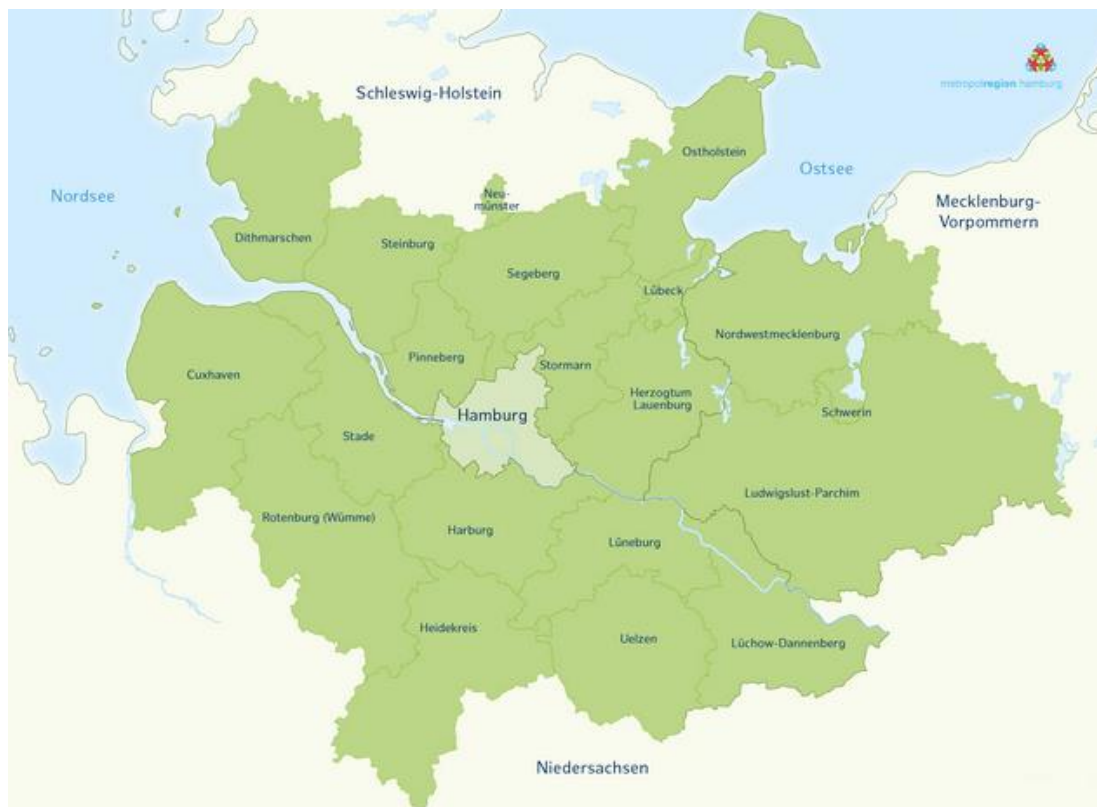 Schleswig-Holstein
metropolregion hamburg
Ostholstein
Ostsee
Nordsee
Neu-
münster
Mecklenburg-
Vorpommern
Dithmarschen
Steinburg
Segeberg
Lübeck
Nordwestmecklenburg
Pinneberg
Stormarn
Cuxhaven
Herzogtum
Lauenburg
Hamburg
Schwerin
Stade
Ludwigslust-Parchim
Rotenburg (Wümme)
Harburg
Lüneburg
Heidekreis
Uelzen
Lüchow-Dannenberg
Niedersachsen